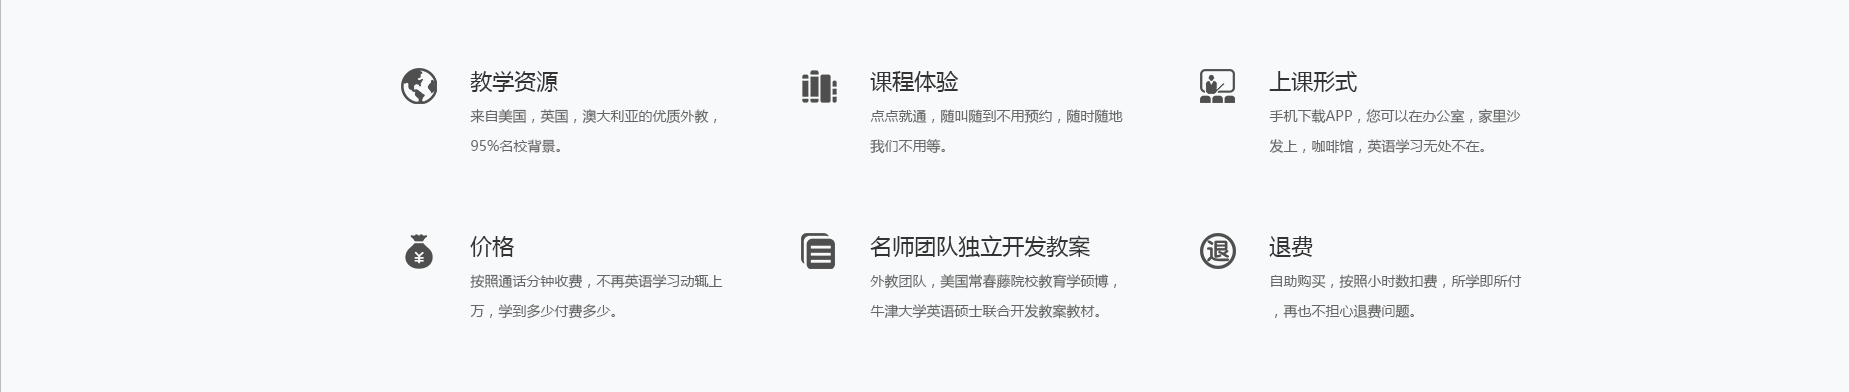 教学资源
来自美国，英国，澳大利亚的优质外教，
95%名校背景。
课程体验
点点就通，随叫随到不用预约，随时随地
我们不用等。
上课形式
手机下载APP，您可以在办公室，家里沙
发上，咖啡馆，英语学习无处不在。
¥
价格
按照通话分钟收费，不再英语学习动辄上
万，学到多少付费多少。
名师团队独立开发教案
外教团队，美国常春藤院校教育学硕博，
牛津大学英语硕士联合开发教案教材。
退
退费
自助购买，按照小时数扣费，所学即所付
，再也不担心退费问题。